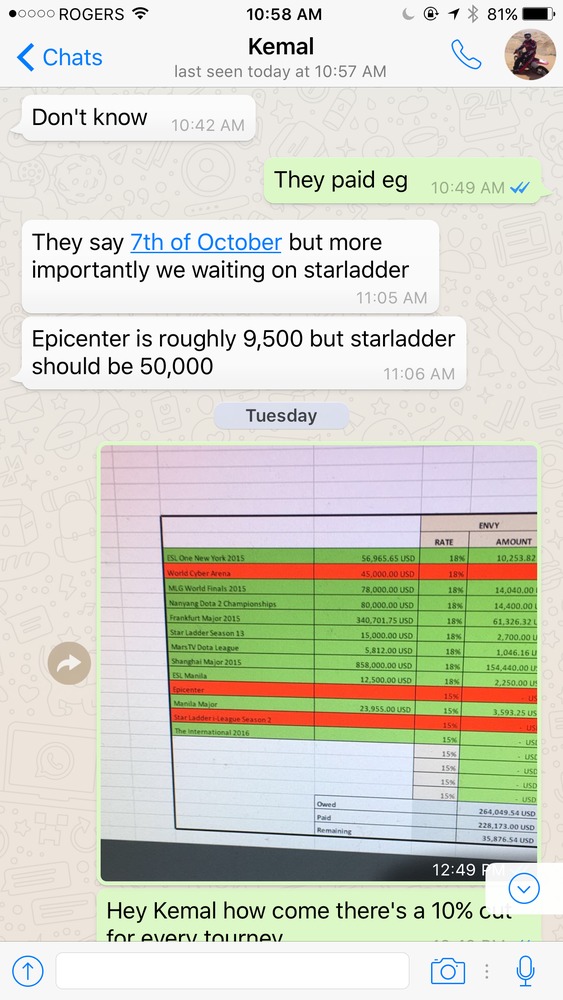 ROGERS 10:58 AM 81%
Chats Kemal
last seen today at 10:57 AM
Don't know 10:42 AM
They paid eg 10:49 AM
They say 7th of October but more
importantly we waiting on starladder
11:05 AM
Epicenter is roughly 9,500 but starladder
should be 50,000 11:06 AM
Tuesday
ENVY
RATE AMOUNT
ESL One New York 2015 56,965.65 USD 18% 10,253.82
World Cyber Arena 45,000.00 USD 18%
MLG World Finals 2015 78,000.00 USD 18% 14,040.00 U
Nanyang Dota 2 Championships 80,000.00 USD 18% 14,400.00 U
Frankfurt Major 2015 340,701.75 USD 18% 61,326.32 U
Star Ladder Season 13 15,000.00 USD 18% 2,700.00 U
MarsTV Dota League 5,812.00 USD 18% 1,046.16 U
Shanghai Major 2015 858,000.00 USD 18% 154,440.00 U
ESL Manila 12,500.00 USD 18% 2,250.00 U
Epicenter 15% - US
Manila Major 23,955.00 USD 15% 3,593.25 US
Star Ladder i-League Season 2 15% - US
The International 2016 15% - USD
15% - USD
15% - USD
15% - USD
15% - USD
Owed 264,049.54 USD
Paid 228,173.00 USD
Remaining 35,876.54 USD
12:49 PM
Hey Kemal how come there's a 10% cut
for every tourney